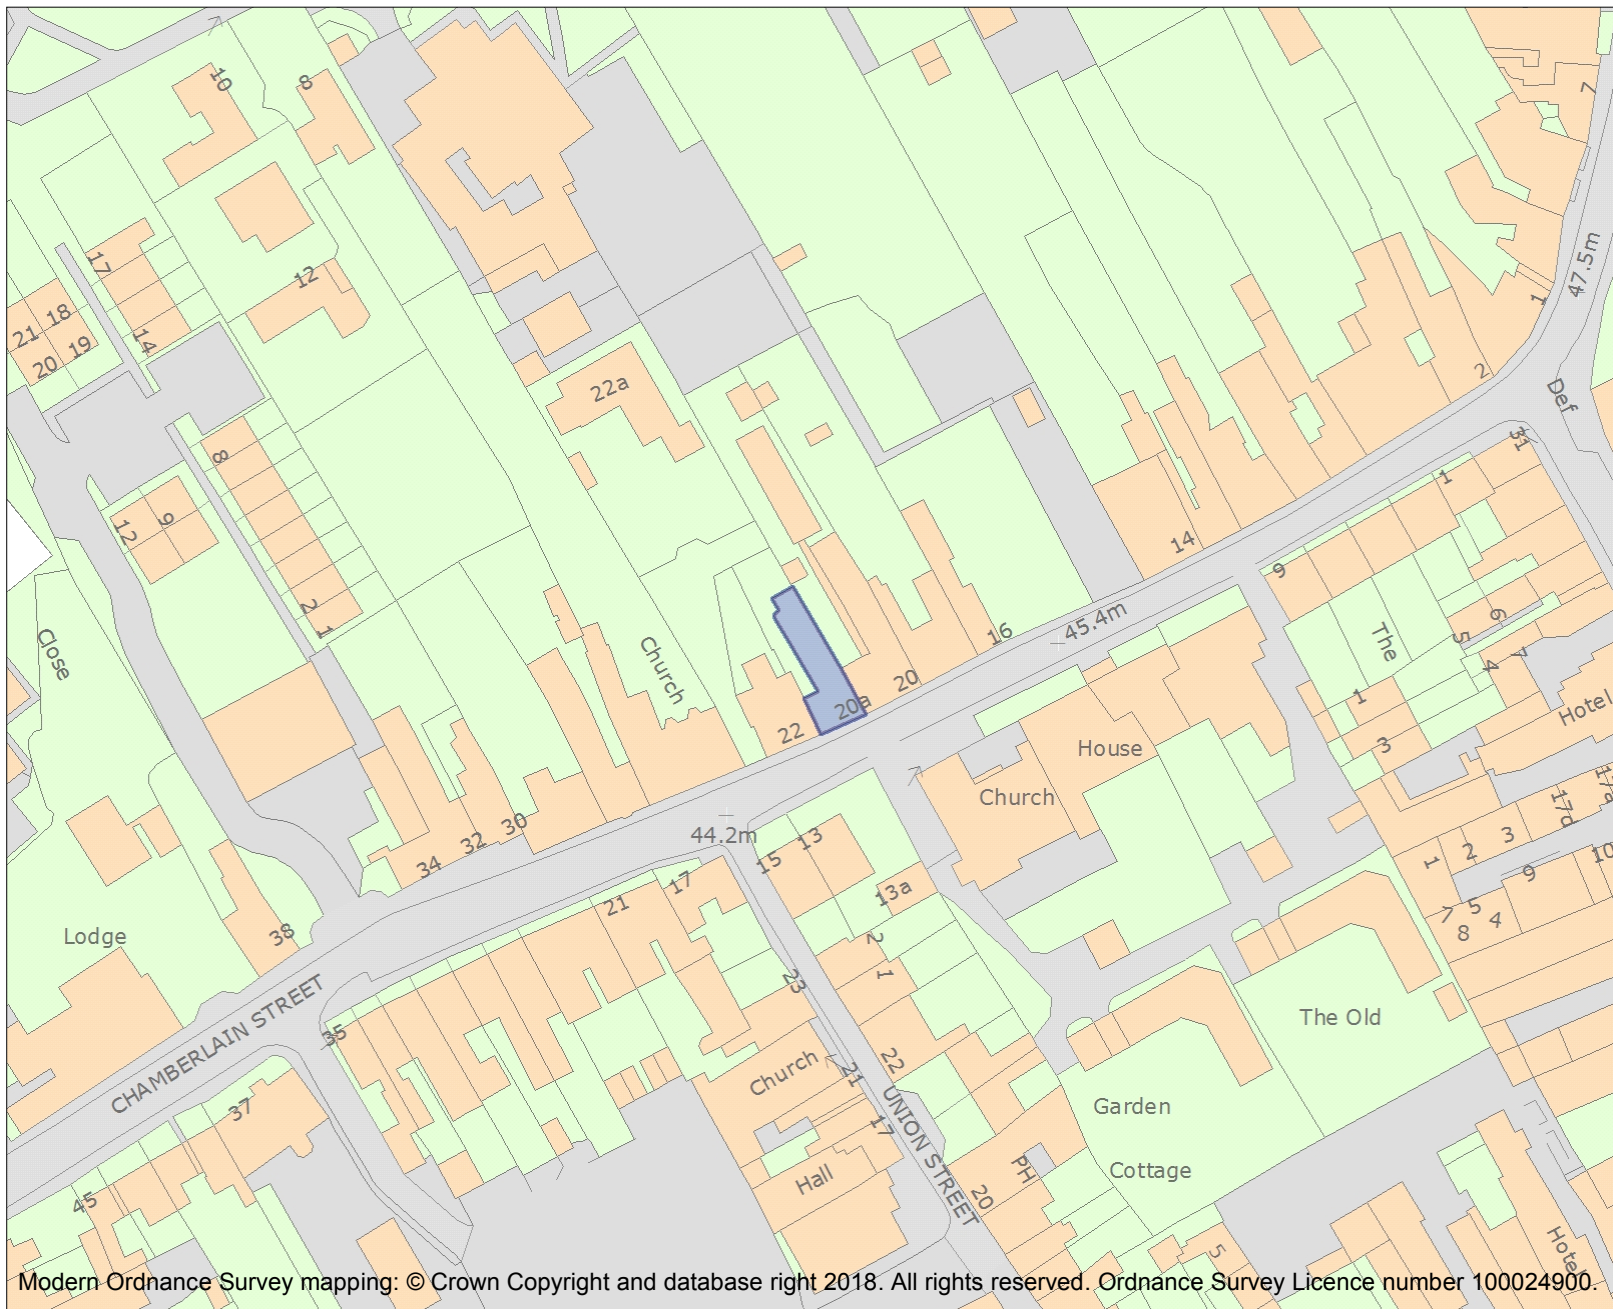 10
8
7
17
12
47.5m
21 18
20 19
14
1
22a
2
Def
8
31
1
12 9
14
9
2
1
16
45.4m
6
5
The
7
4
Close
Church
20
20a
22
1
3
Hotel
House
Church
17a
17d
44.2m
34 32 30
15 13
3
2
1
10
9
13a
17
21
7 5 4
8
38
Lodge
2
1
23
The Old
CHAMBERLAIN STREET
35
Church
21
22
37
UNION STREET
17
Garden
PH
Cottage
Hall
45
20
5
Hotel
Modern Ordnance Survey mapping: © Crown Copyright and database right 2018. All rights reserved. Ordnance Survey Licence number 100024900.